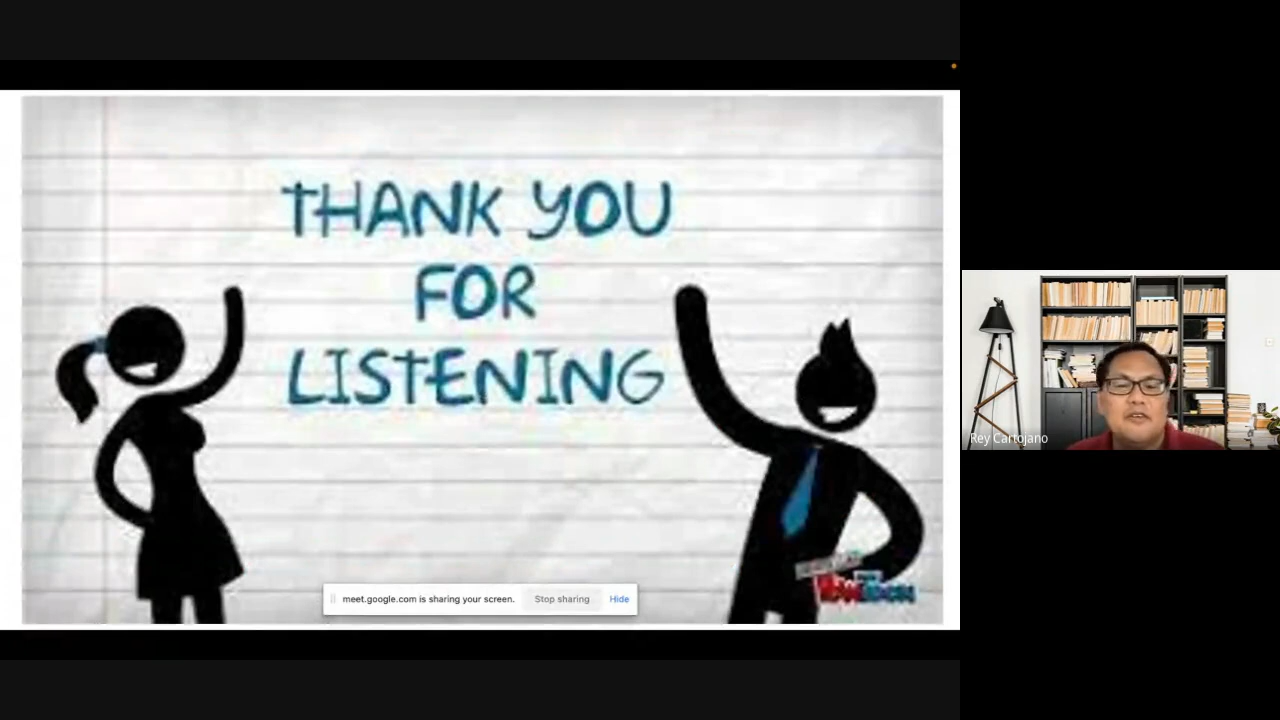 THANK YOU
FOR
LISTENING
meet.google.com is sharing your screen. Stop sharing Hide
Rey Cartojano